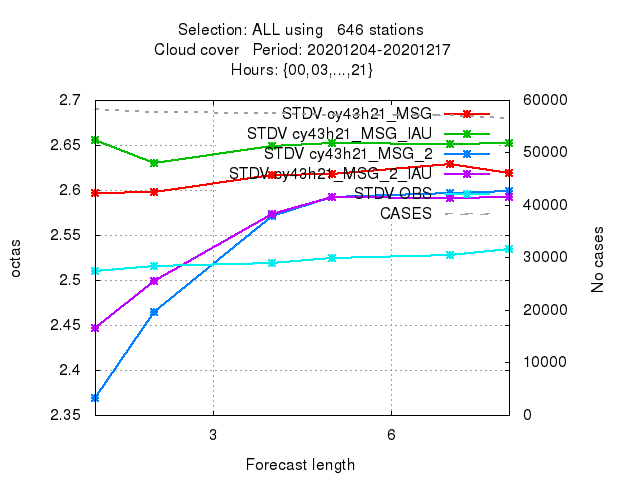 Selection: ALL using 646 stations
Cloud cover Period: 20201204-20201217
Hours: {00,03,...,21}
STDV cy43h21_MSG
STDV cy43h21_MSG_IAU
STDV cy43h21_MSG_2
STDV cy43h21_MSG_2_IAU
STDV OBS
CASES
2.7
2.65
2.6
2.55
2.5
2.45
2.4
2.35
octas
60000
50000
40000
30000
20000
10000
0
No cases
3
6
Forecast length